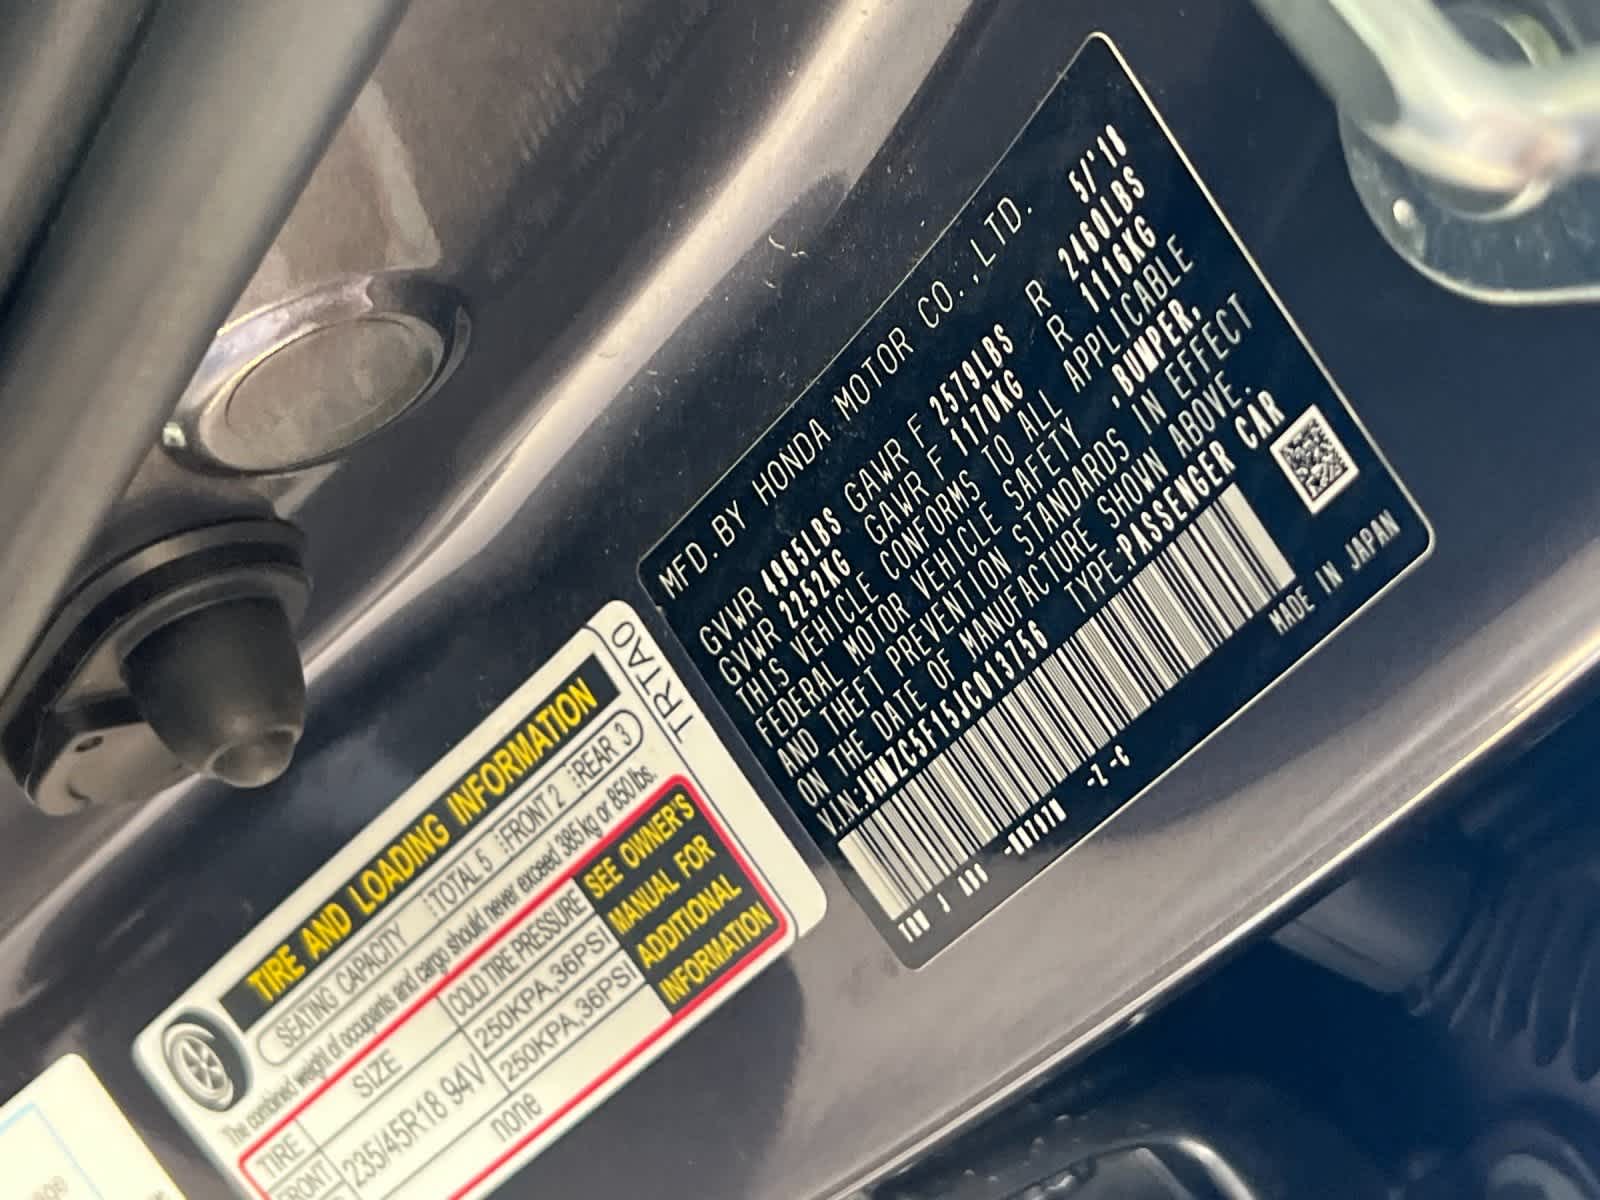 MFD.BY HONDA MOTOR CO.,LTD. 5/'18
GVWR 4965LBS GAWR F 2579LBS R 2460LBS
GVWR 2252KG GAWR F 1170KG R 1116KG
THIS VEHICLE CONFORMS TO ALL APPLICABLE
FEDERAL MOTOR VEHICLE SAFETY ,BUMPER,
AND THEFT PREVENTION STANDARDS IN EFFECT
ON THE DATE OF MANUFACTURE SHOWN ABOVE.
V.I.N.:JHMZC5F15JC013756 TYPE:PASSENGER CAR
-Z -C
MADE IN JAPAN
TRTA0
TIRE AND LOADING INFORMATION
SEATING CAPACITY TOTAL 5 FRONT 2 REAR 3
The combined weight of occupants and cargo should never exceed 385 kg or 850 lbs.
TIRE SIZE COLD TIRE PRESSURE
FRONT 235/45R18 94V 250KPA,36PSI
250KPA,36PSI
none
SEE OWNER'S
MANUAL FOR
ADDITIONAL
INFORMATION